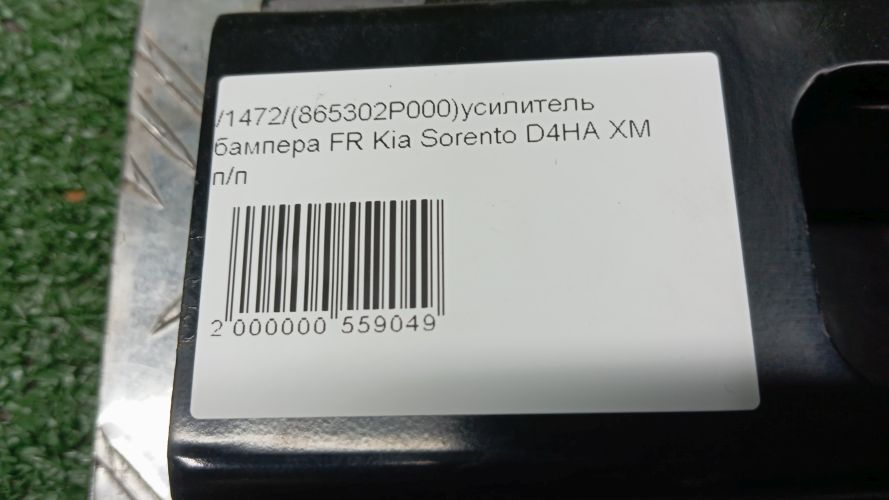 /1472/(865302P000)усилитель
бампера FR Kia Sorento D4HA XM
п/п
2 000000 559049